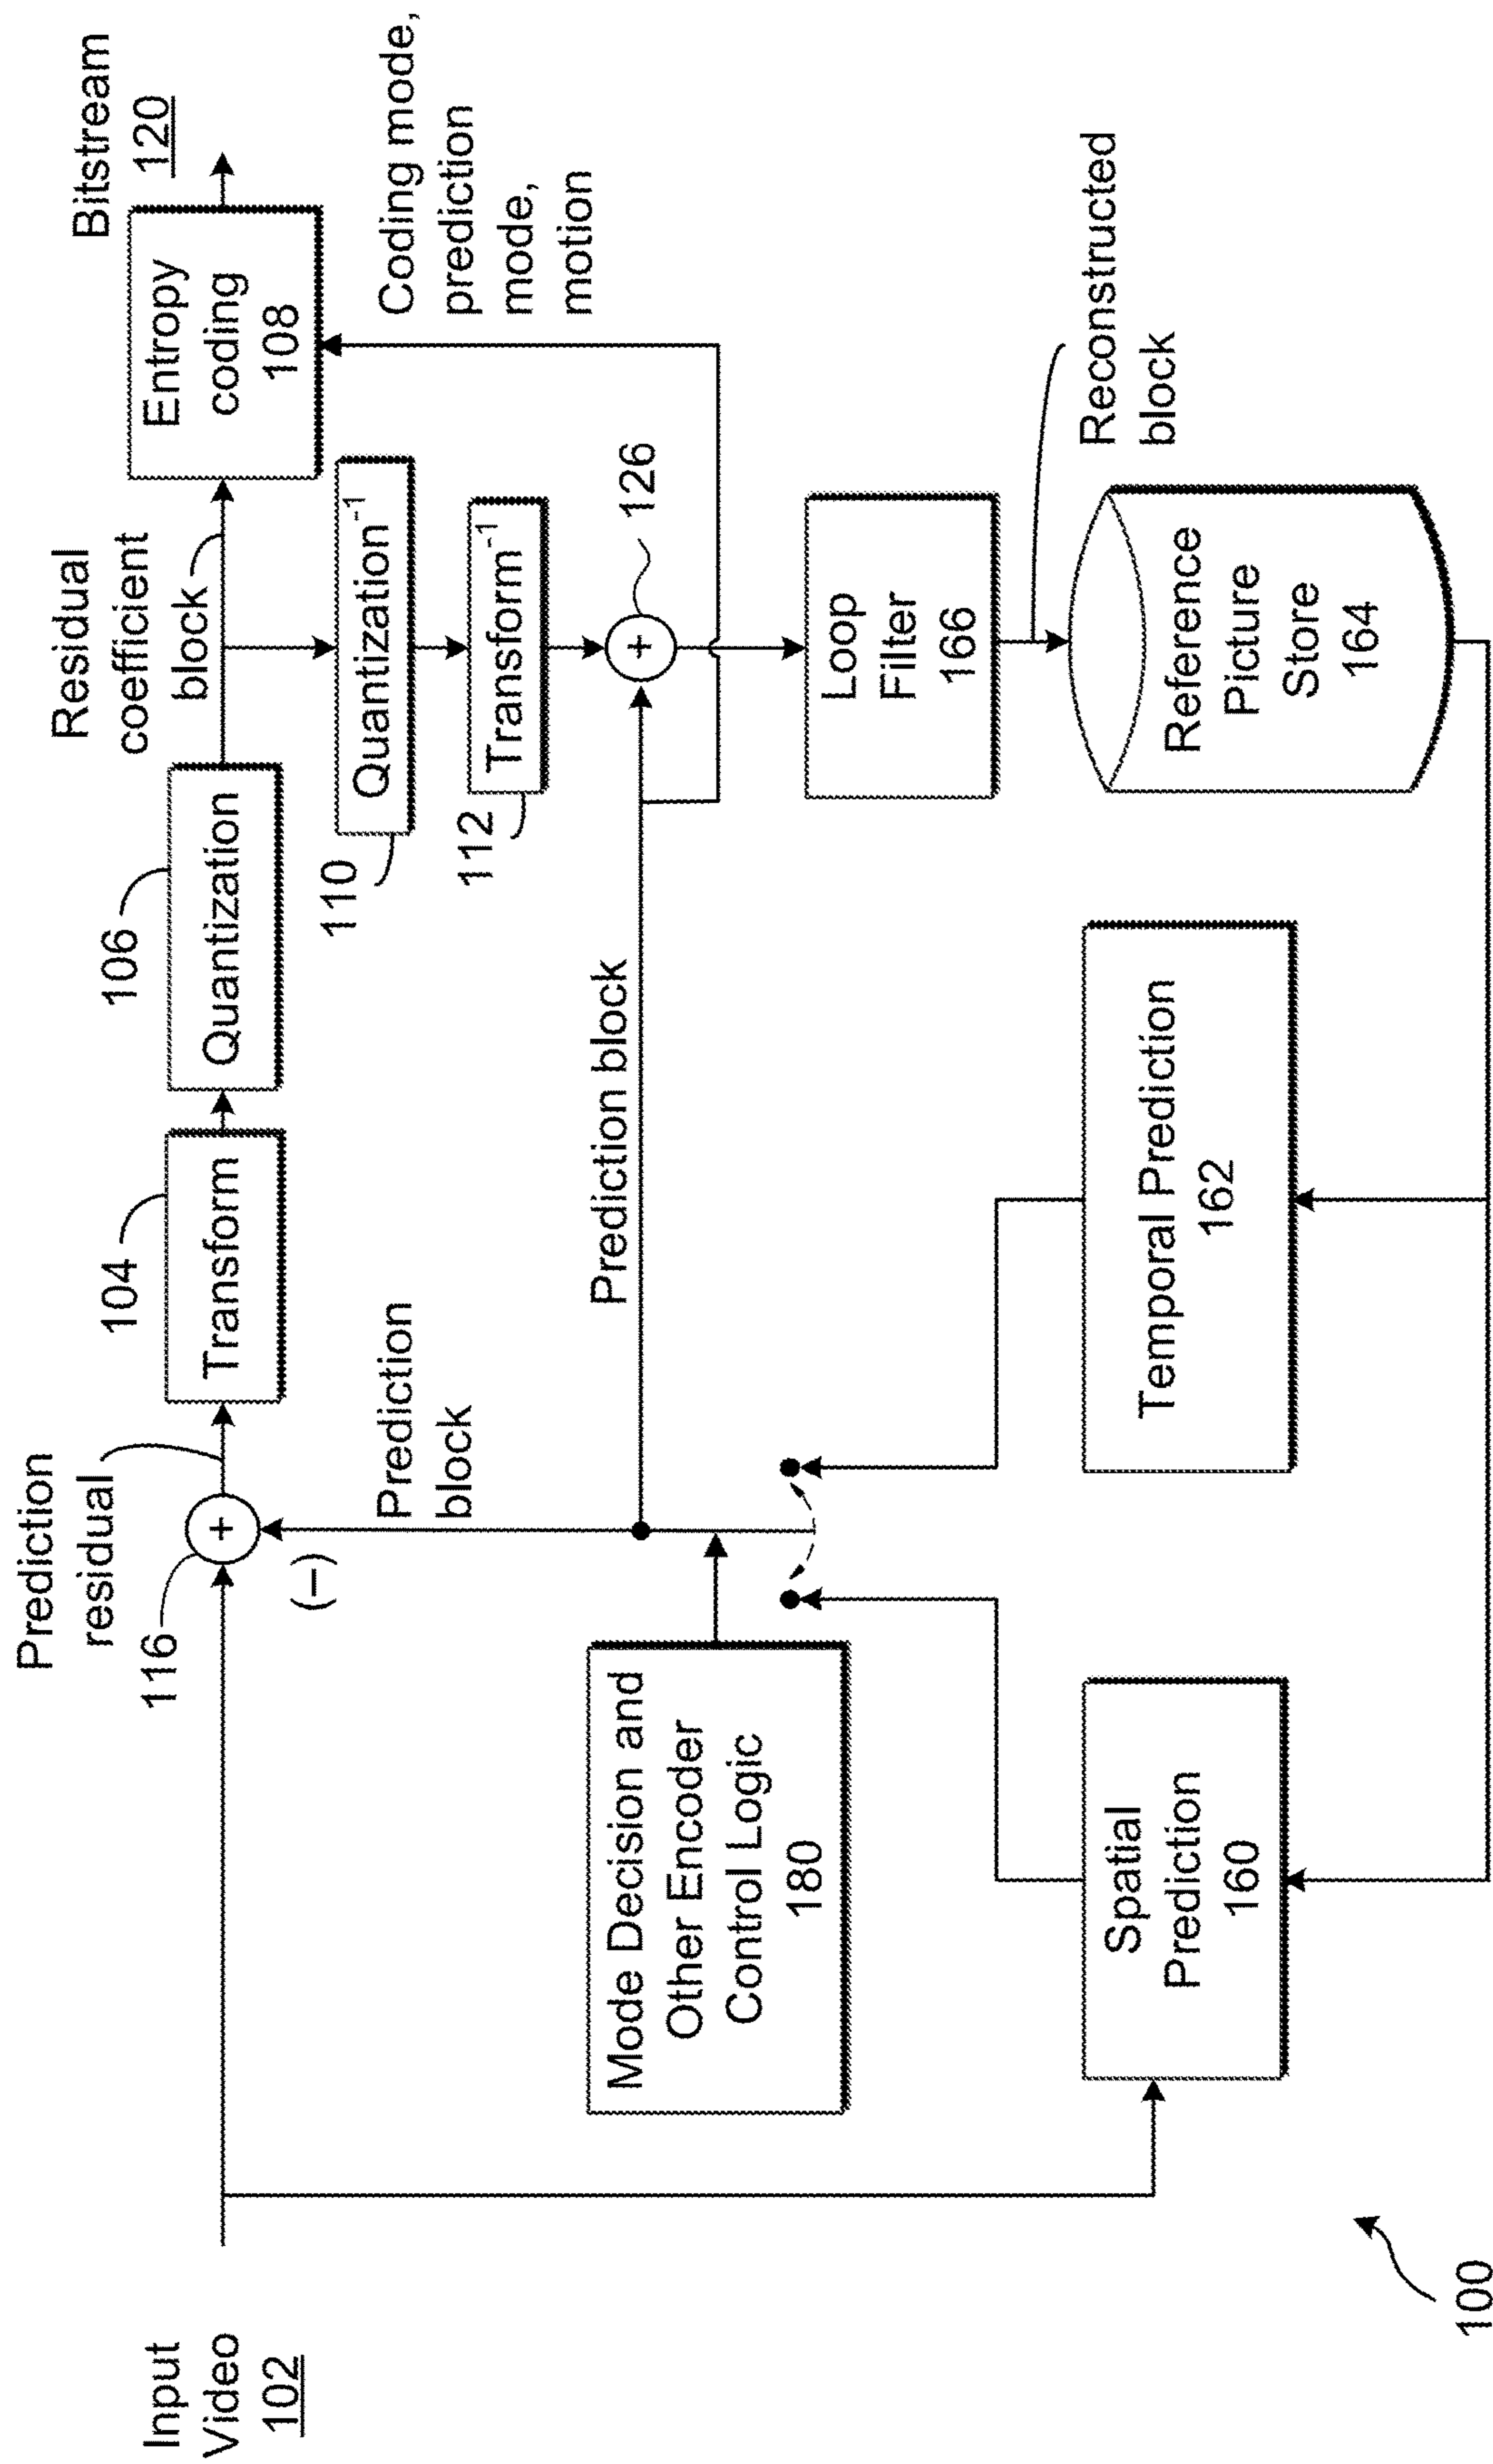 Input
Video
102
Prediction
residual
116
(−)
104
Transform
106
Quantization
Residual
coefficient
block
Entropy
coding
108
Bitstream
120
Coding mode,
prediction
mode,
motion
110
Quantization⁻¹
112
Transform⁻¹
126
+
+
Prediction
block
Prediction block
Mode Decision and
Other Encoder
Control Logic
180
Loop
Filter
166
Reconstructed
block
Spatial
Prediction
160
Temporal Prediction
162
Reference
Picture
Store
164
100